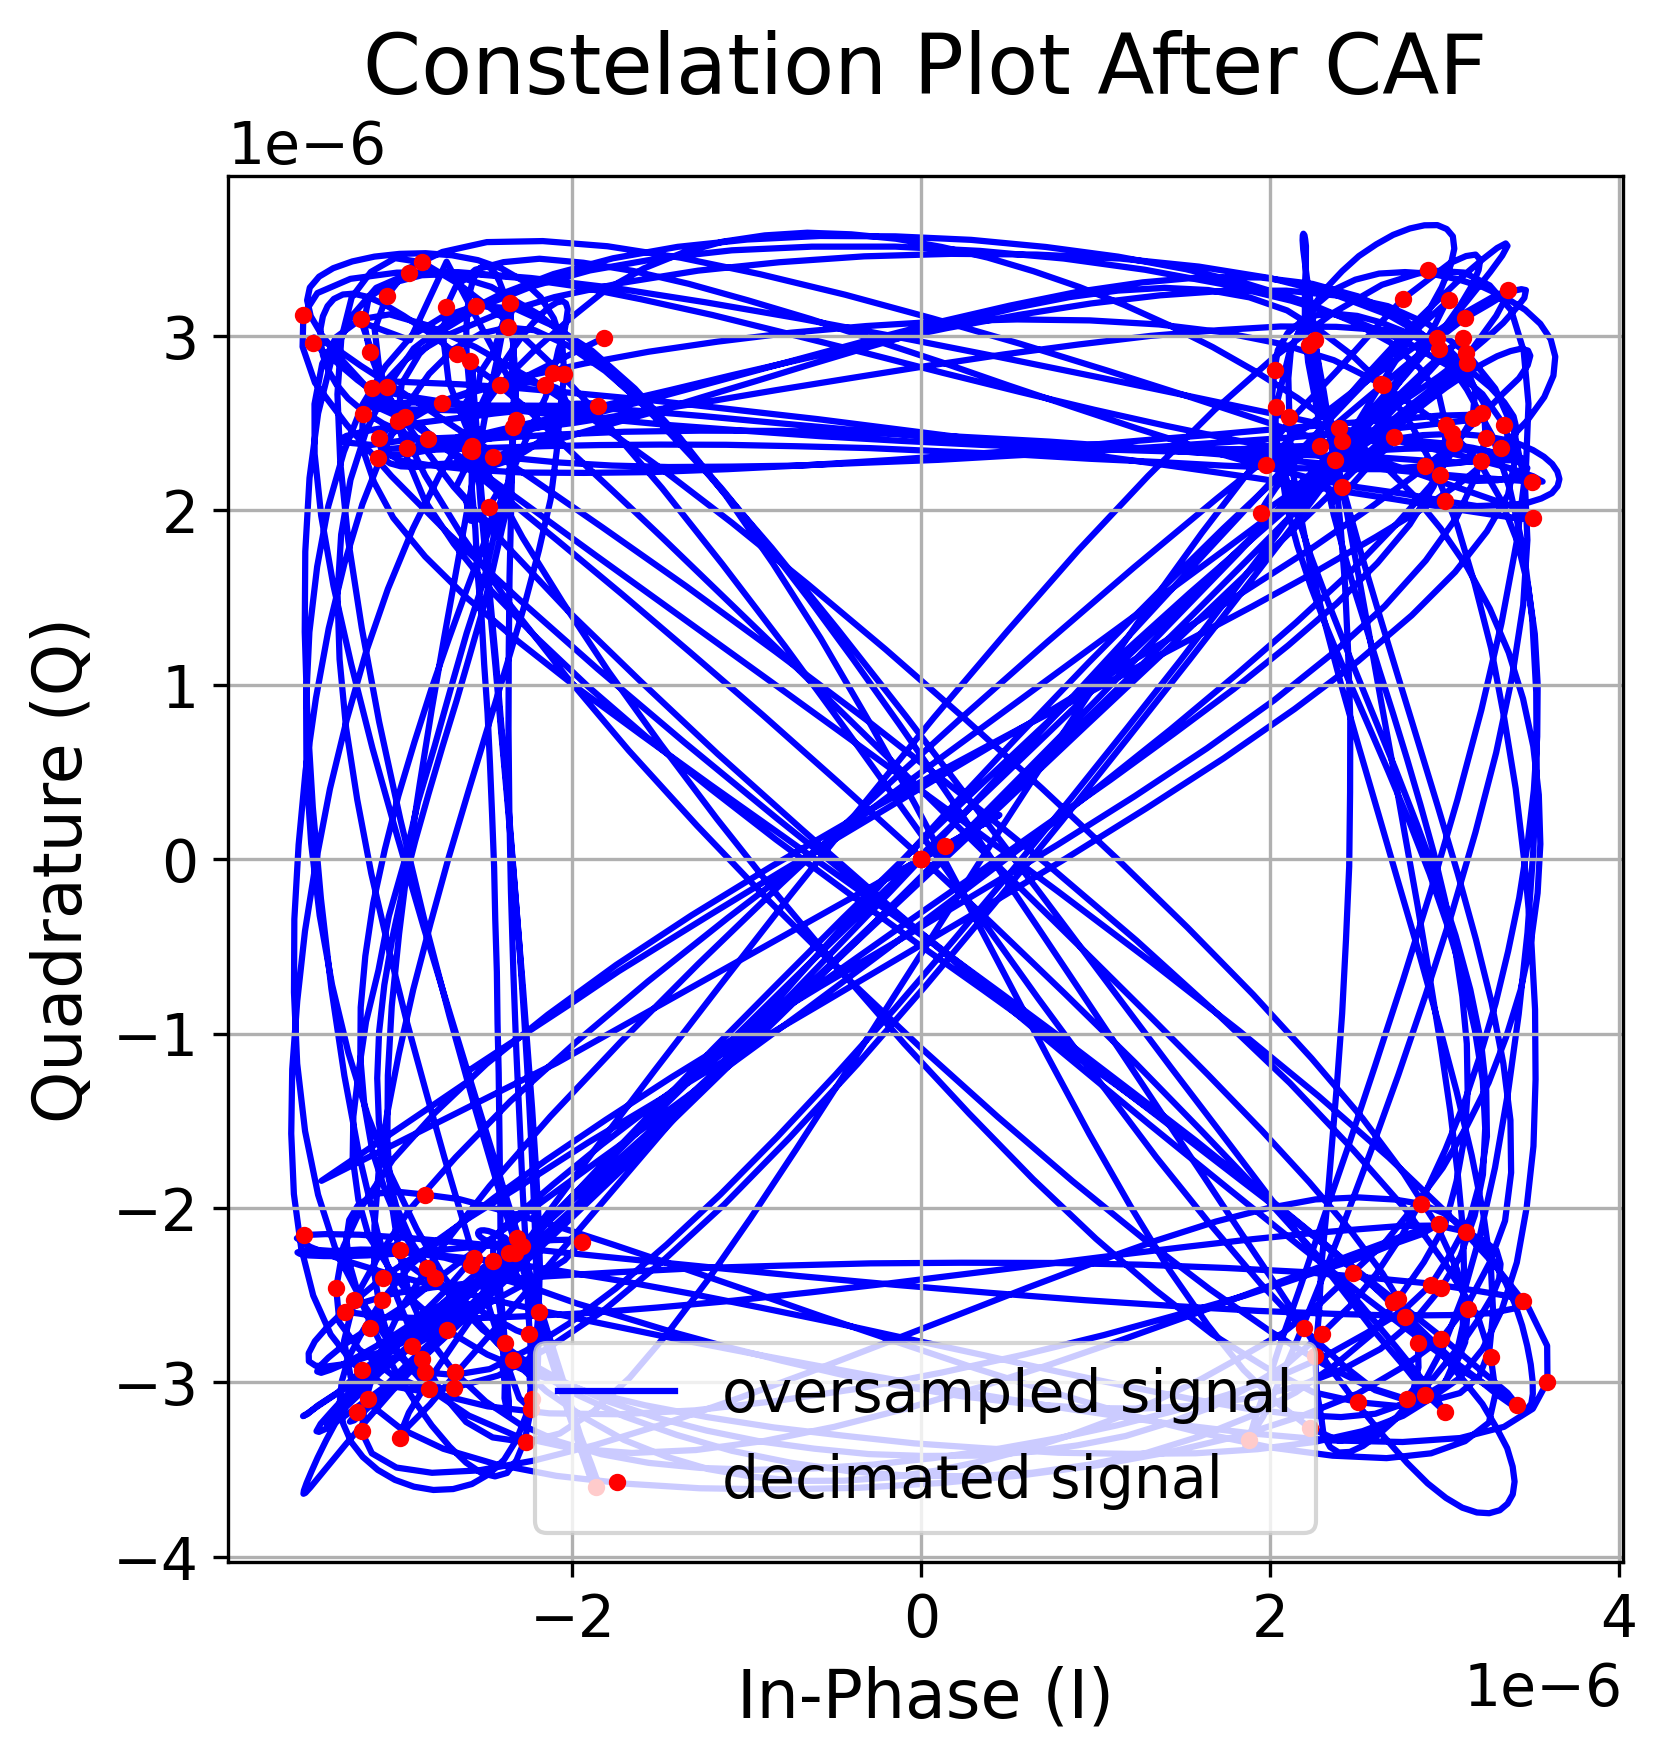 Constelation Plot After CAF
1e−6
Quadrature (Q)
3
2
1
0
−1
−2
−3
−4
oversampled signal
decimated signal
−2 0 2 4
1e−6
In-Phase (I)